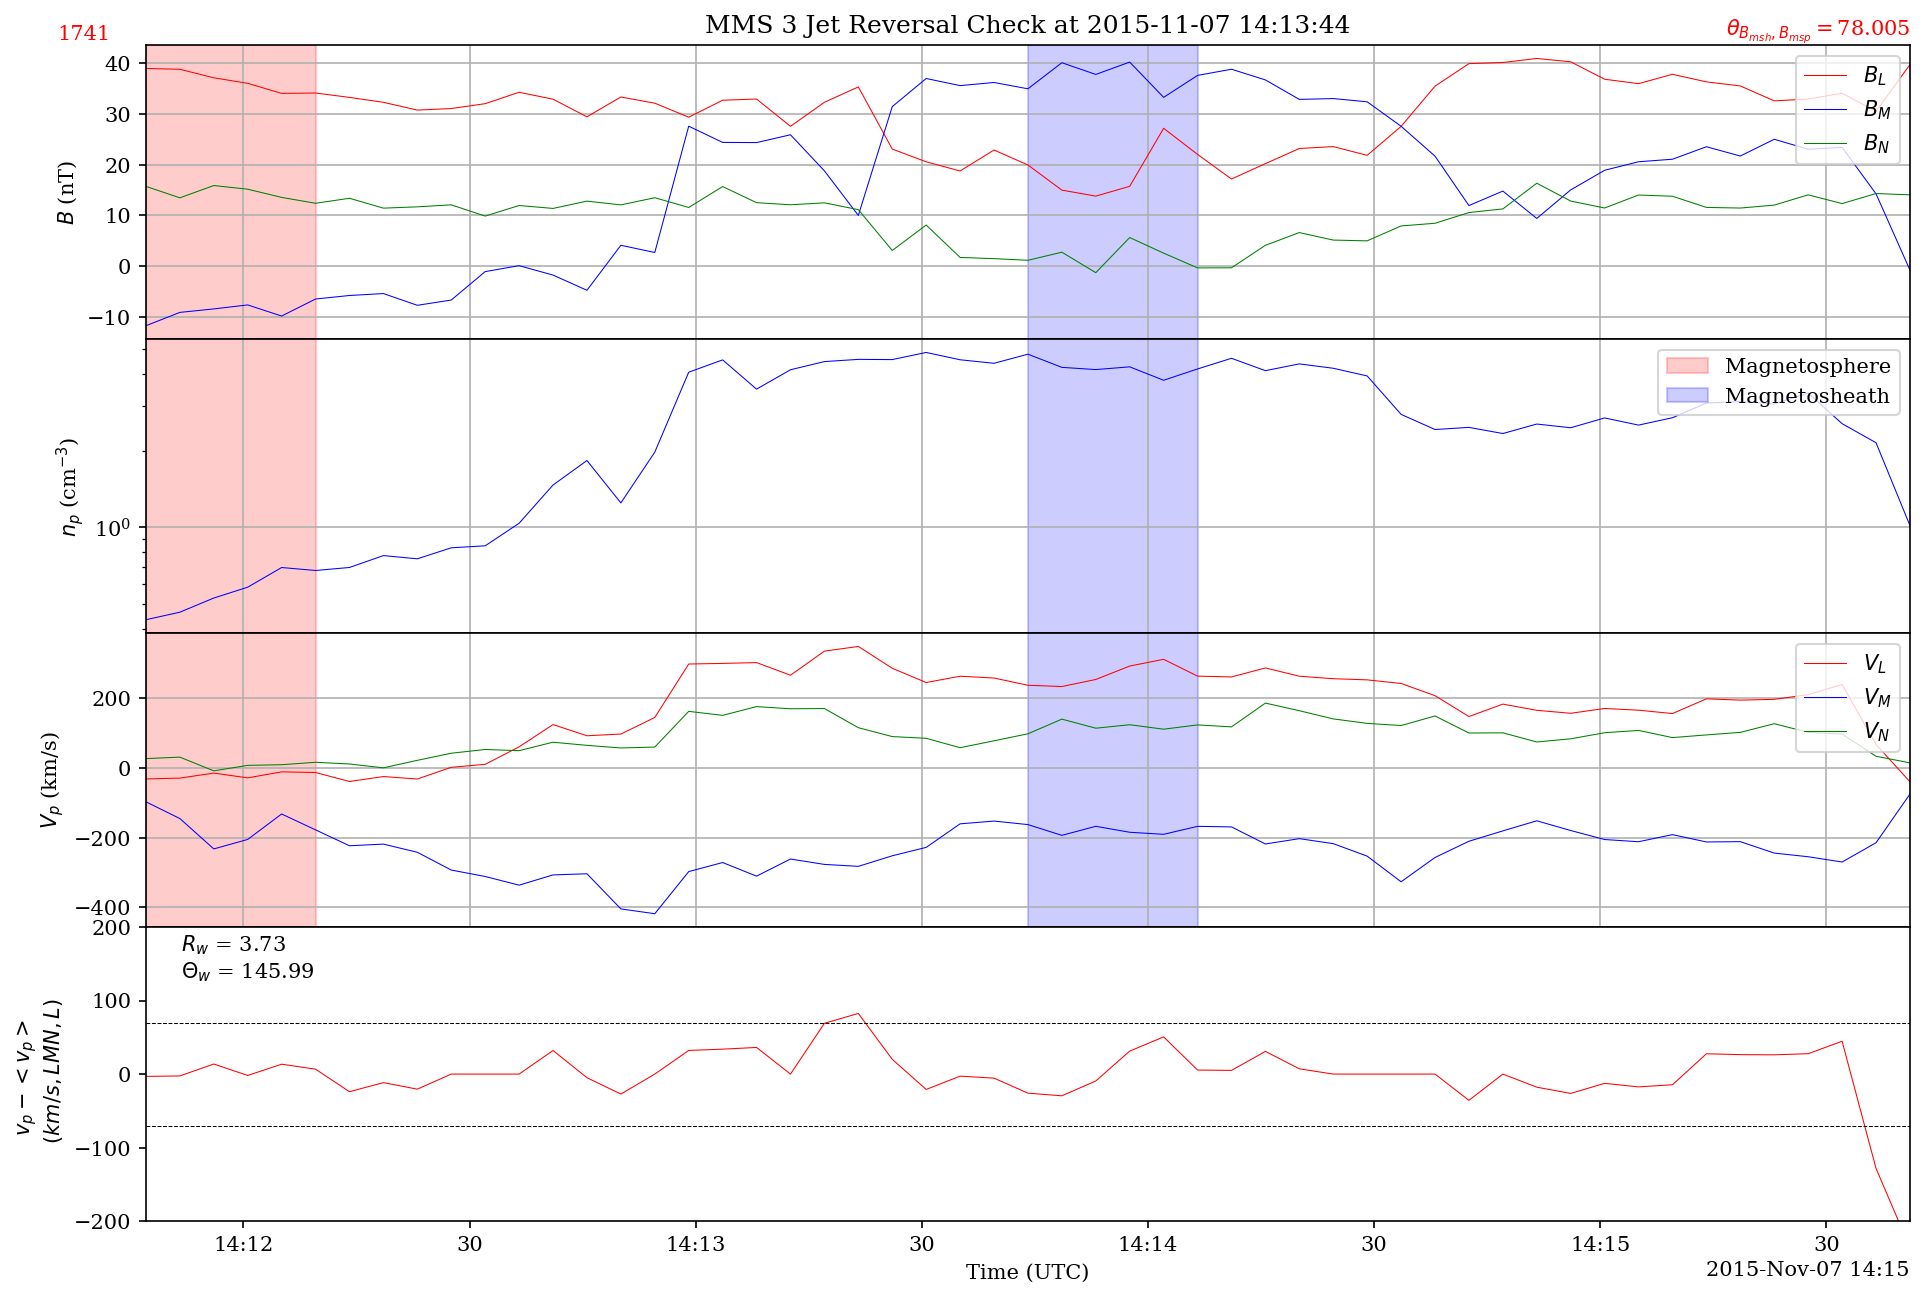 MMS 3 Jet Reversal Check at 2015-11-07 14:13:44
1741
θ_{B_{msh}, B_{msp}} = 78.005
B (nT)
40
30
20
10
0
−10
B_L
B_M
B_N
n_p (cm^{−3})
10^0
Magnetosphere
Magnetosheath
V_p (km/s)
200
0
−200
−400
V_L
V_M
V_N
v_p − < v_p >
(km/s, LMN, L)
200
100
0
−100
−200
R_w = 3.73
Θ_w = 145.99
14:12 30 14:13 30 14:14 30 14:15 30
Time (UTC)
2015-Nov-07 14:15